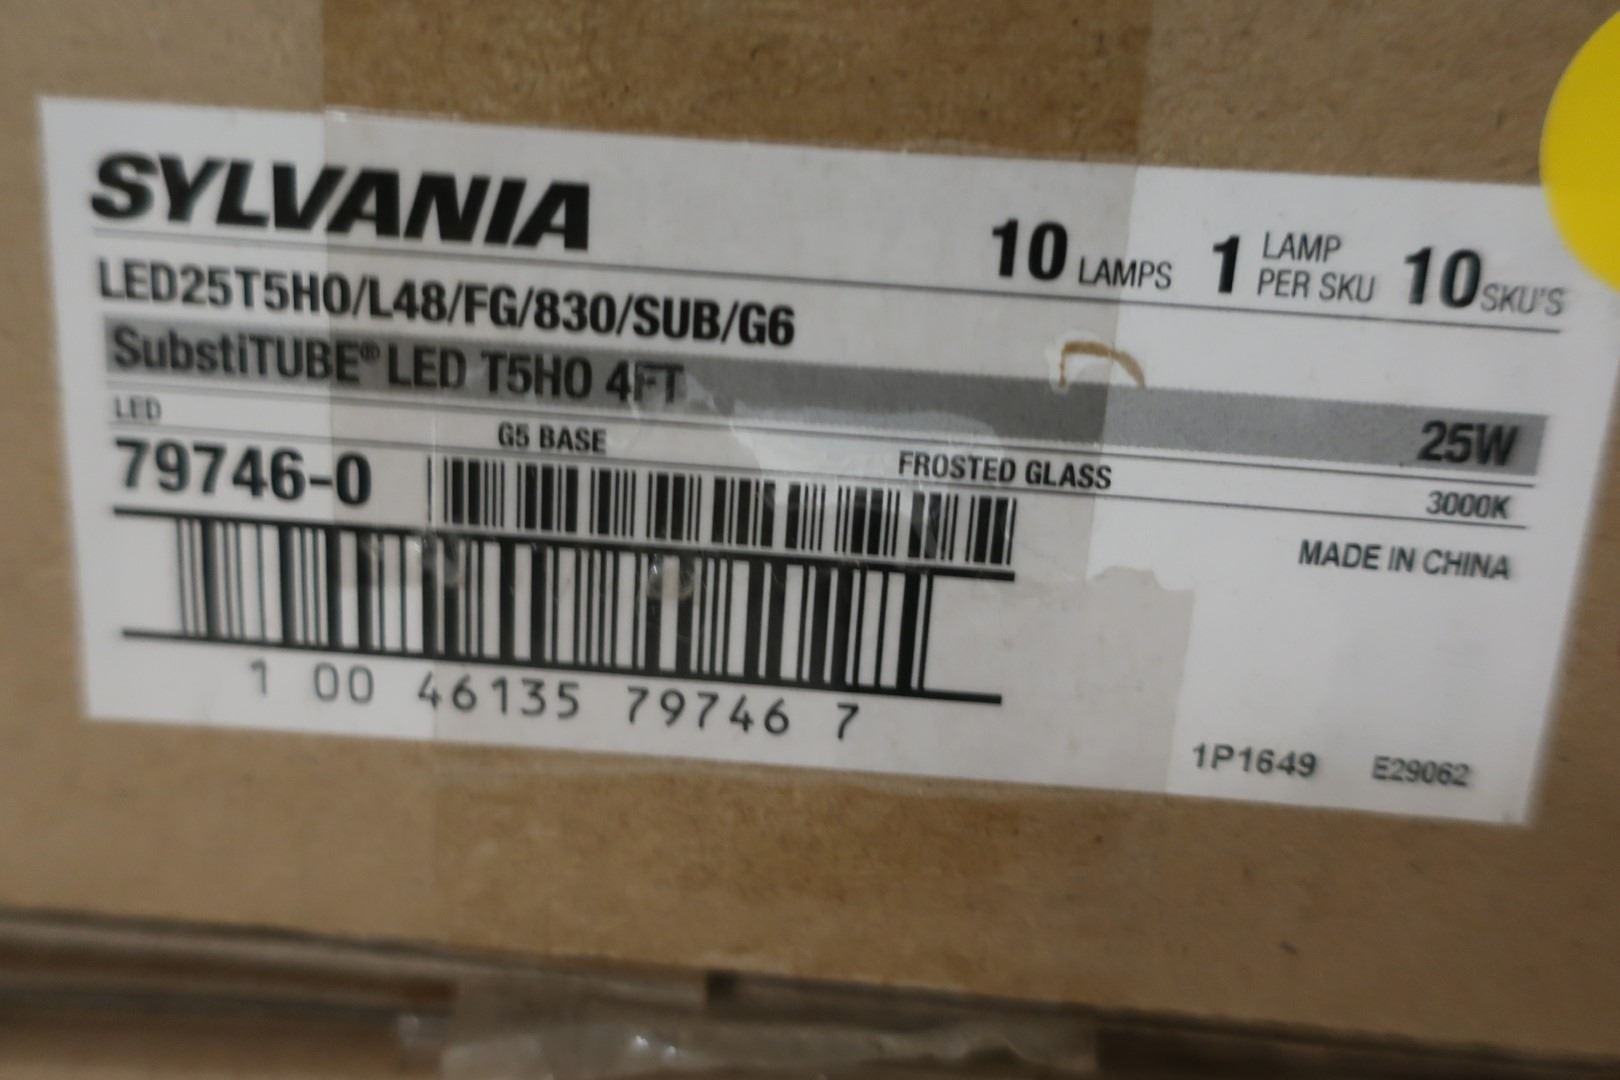 SYLVANIA
10 LAMPS 1 LAMP PER SKU 10 SKU'S
LED25T5HO/L48/FG/830/SUB/G6
SubstiTUBE® LED T5HO 4FT 25W
LED G5 BASE FROSTED GLASS 3000K
79746-0
MADE IN CHINA
1 00 46135 79746 7
1P1649 E29062